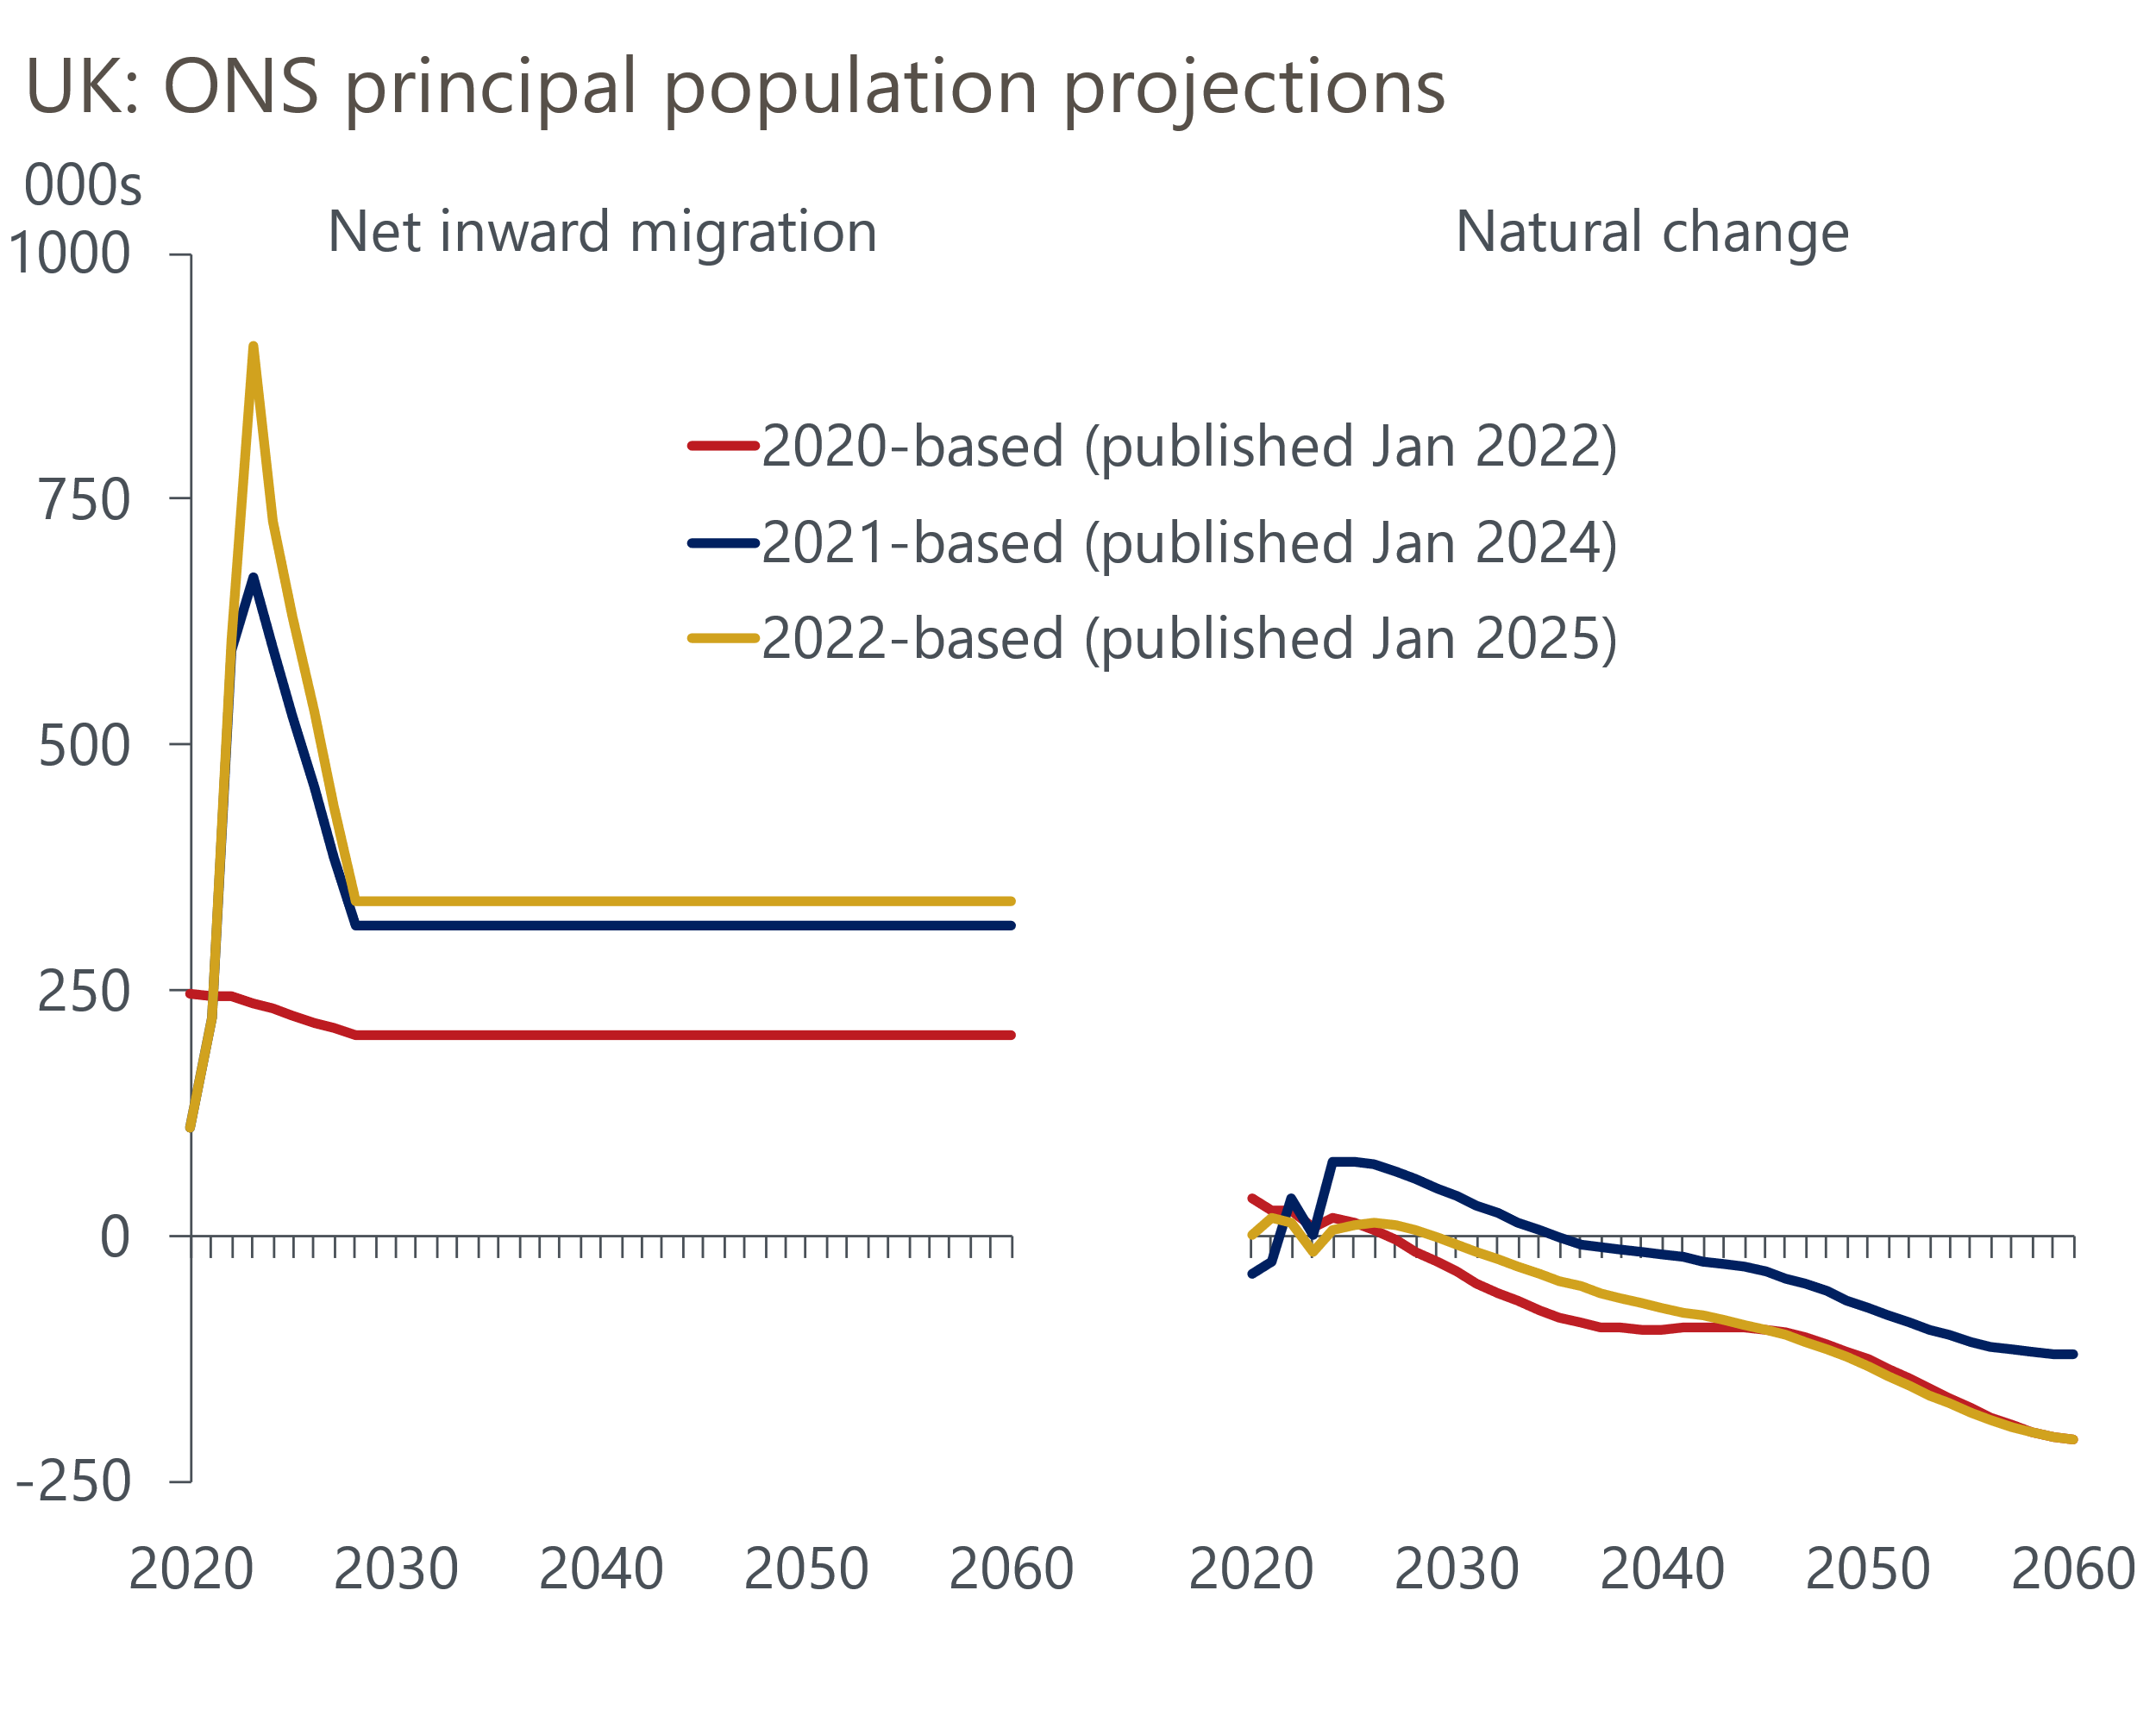 UK: ONS principal population projections
000s
Net inward migration
Natural change
1000
750
500
250
0
-250
2020-based (published Jan 2022)
2021-based (published Jan 2024)
2022-based (published Jan 2025)
2020 2030 2040 2050 2060
2020 2030 2040 2050 2060